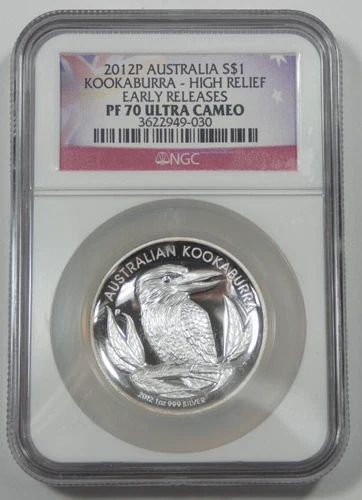 2012P AUSTRALIA S$1
KOOKABURRA - HIGH RELIEF
EARLY RELEASES
PF 70 ULTRA CAMEO
3622949-030
NGC
AUSTRALIAN KOOKABURRA
2012 1oz 999 SILVER